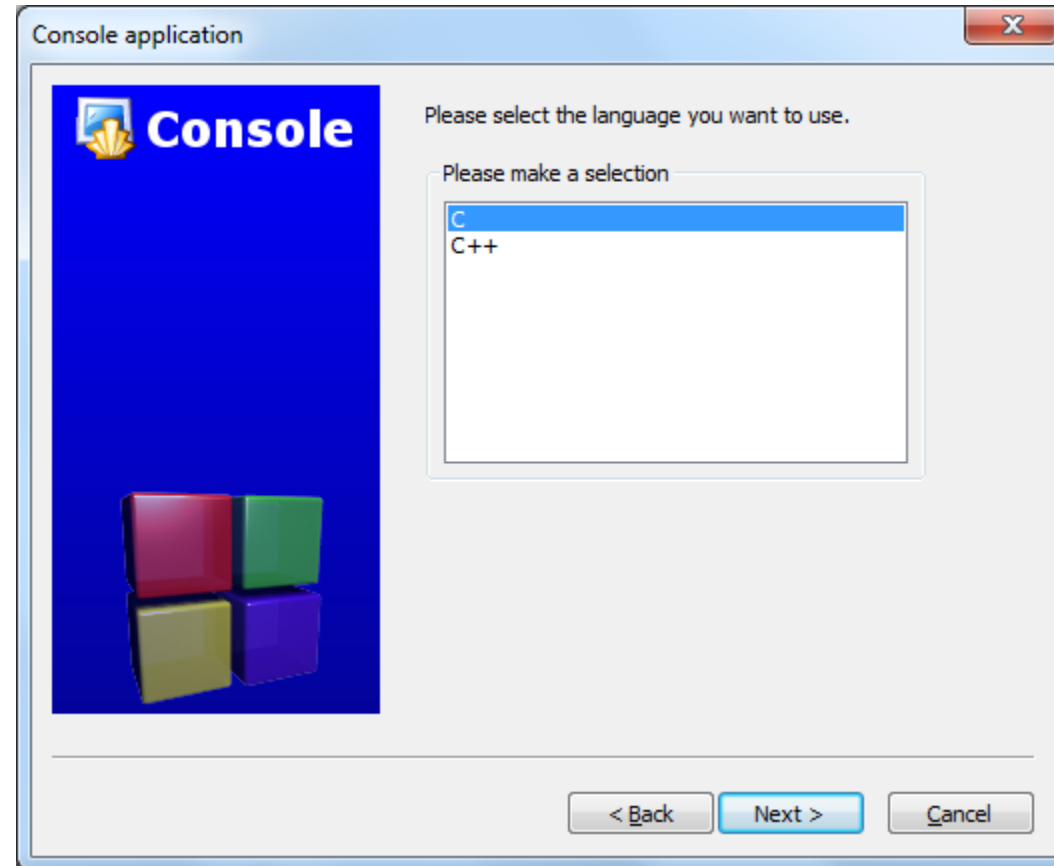 Console application
Console
Please select the language you want to use.
Please make a selection
C
C++
< Back
Next >
Cancel